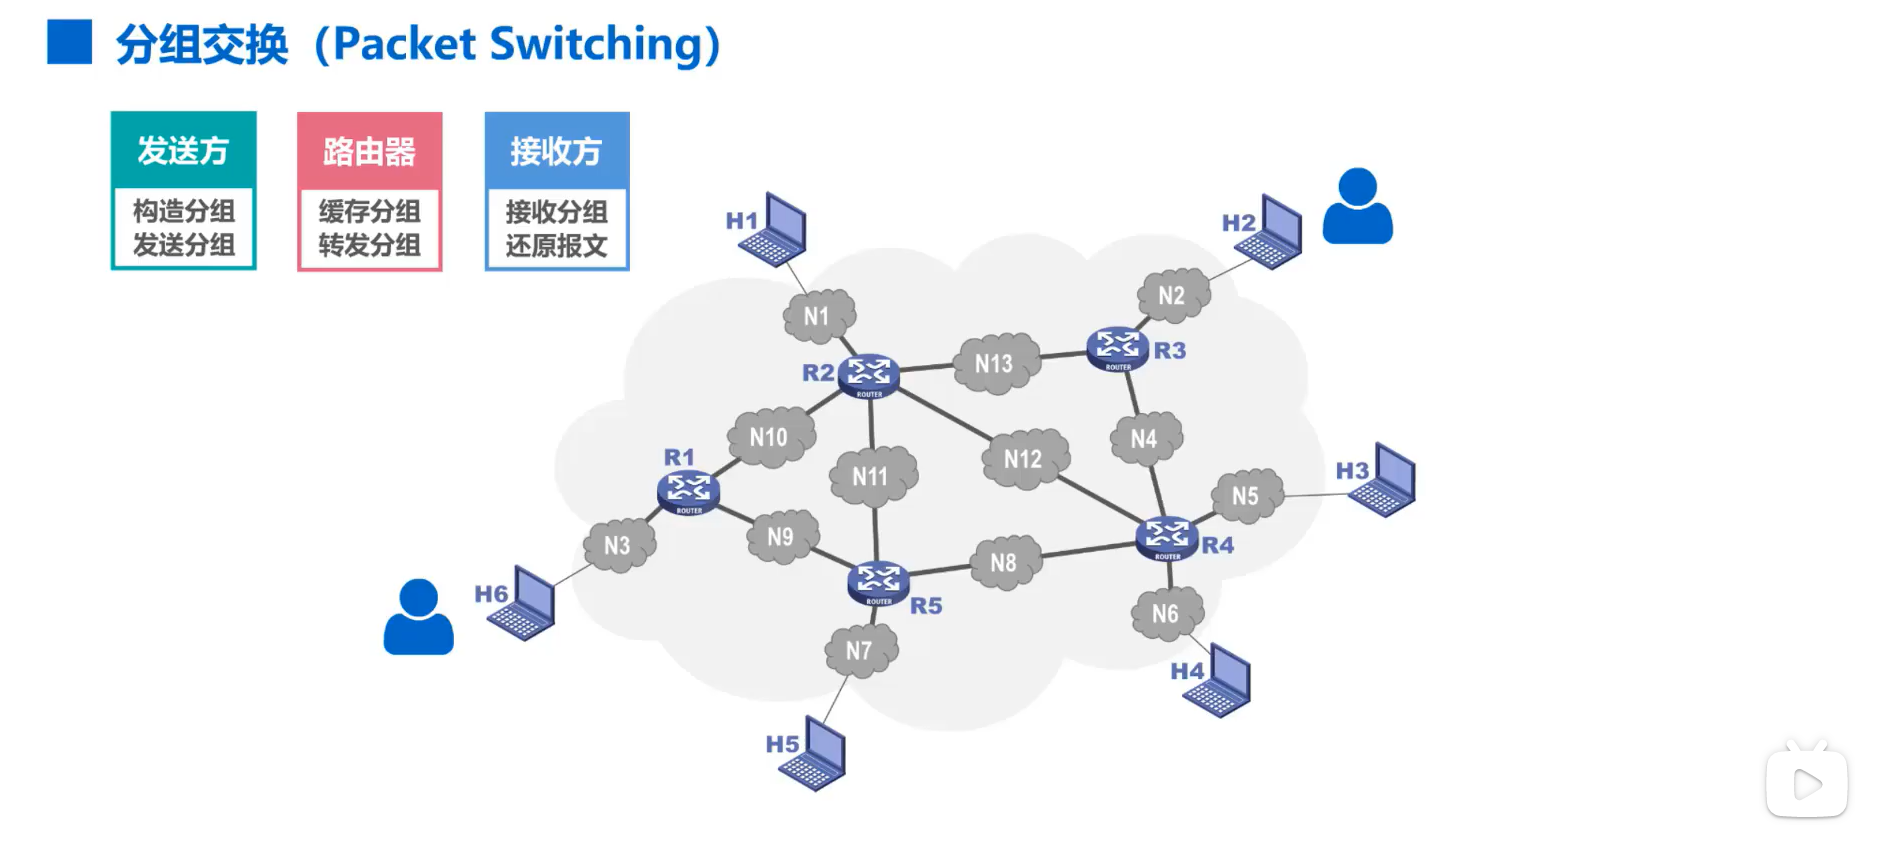 分组交换（Packet Switching）
发送方
构造分组
发送分组
路由器
缓存分组
转发分组
接收方
接收分组
还原报文
H1
H2
N2
N1
N13
R3
ROUTER
R2
ROUTER
N10
N4
N12
R1
ROUTER
N11
H3
N5
N9
N3
R4
ROUTER
N8
H6
R5
ROUTER
N6
N7
H4
H5